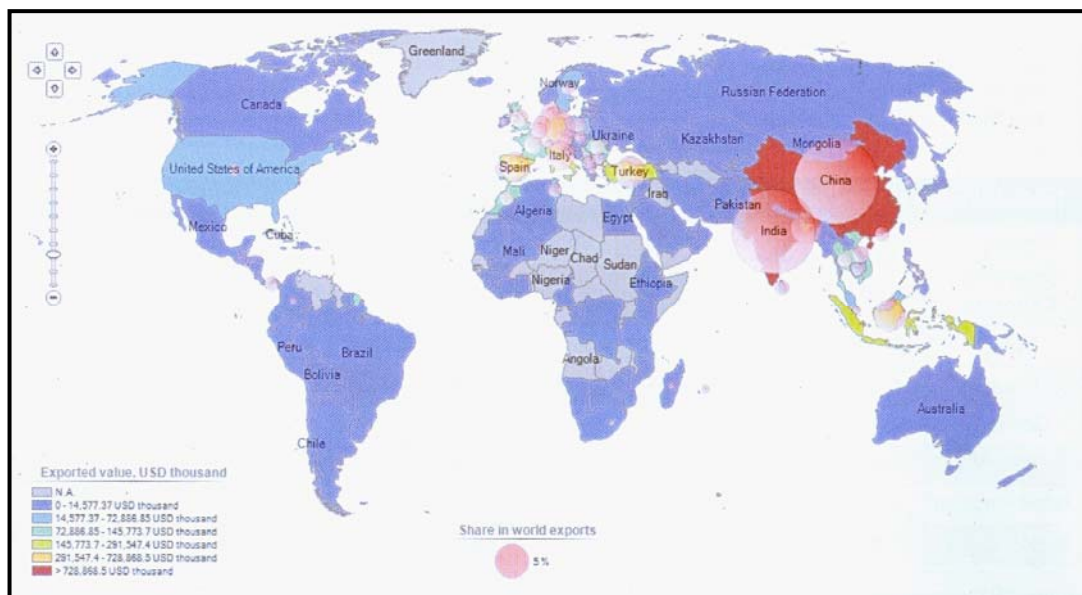 Greenland
Norway
Russian Federation
Canada
Ukraine
Kazakhstan
Mongolia
Italy
United States of America
Spain
Turkey
China
Iraq
Pakistan
Algeria
Egypt
Mexico
India
Cuba
Mali
Niger
Chad
Sudan
Nigeria
Ethiopia
Peru
Brazil
Angola
Bolivia
Australia
Chile
Exported value, USD thousand
N.A.
0 - 14,577.37 USD thousand
14,577.37 - 72,886.85 USD thousand
72,886.85 - 145,773.7 USD thousand
145,773.7 - 291,547.4 USD thousand
291,547.4 - 728,868.5 USD thousand
> 728,868.5 USD thousand
Share in world exports
5%